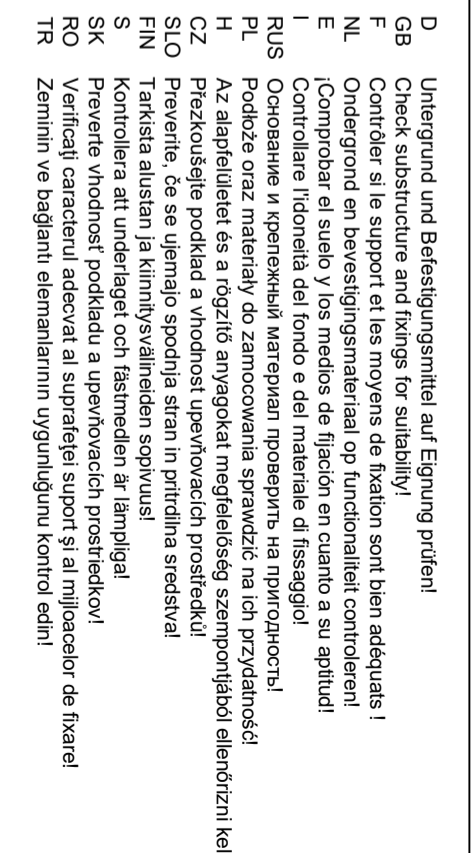 D Untergrund und Befestigungsmittel auf Eignung prüfen!
GB Check substructure and fixings for suitability!
F Contrôler si le support et les moyens de fixation sont bien adéquats !
NL Ondergrond en bevestigingsmateriaal op functionaliteit controleren!
E ¡Comprobar el suelo y los medios de fijación en cuanto a su aptitud!
I Controllare l'idoneità del fondo e del materiale di fissaggio!
RUS Основание и крепежный материал проверить на пригодность!
PL Podłoże oraz materiały do zamocowania sprawdzić na ich przydatność!
H Az alapfelületet és a rögzítő anyagokat megfelelőség szempontjából ellenőrizni kel
CZ Přezkoušejte podklad a vhodnost upevňovacích prostředků!
SLO Preverite, če se ujemajo spodnja stran in pritrdilna sredstva!
FIN Tarkista alustan ja kiinnitysvälineiden sopivuus!
S Kontrollera att underlaget och fästmedlen är lämpliga!
SK Preverte vhodnosť podkladu a upevňovacích prostriedkov!
RO Verificaţi caracterul adecvat al suprafeţei suport şi al mijloacelor de fixare!
TR Zeminin ve bağlantı elemanlarının uygunluğunu kontrol edin!